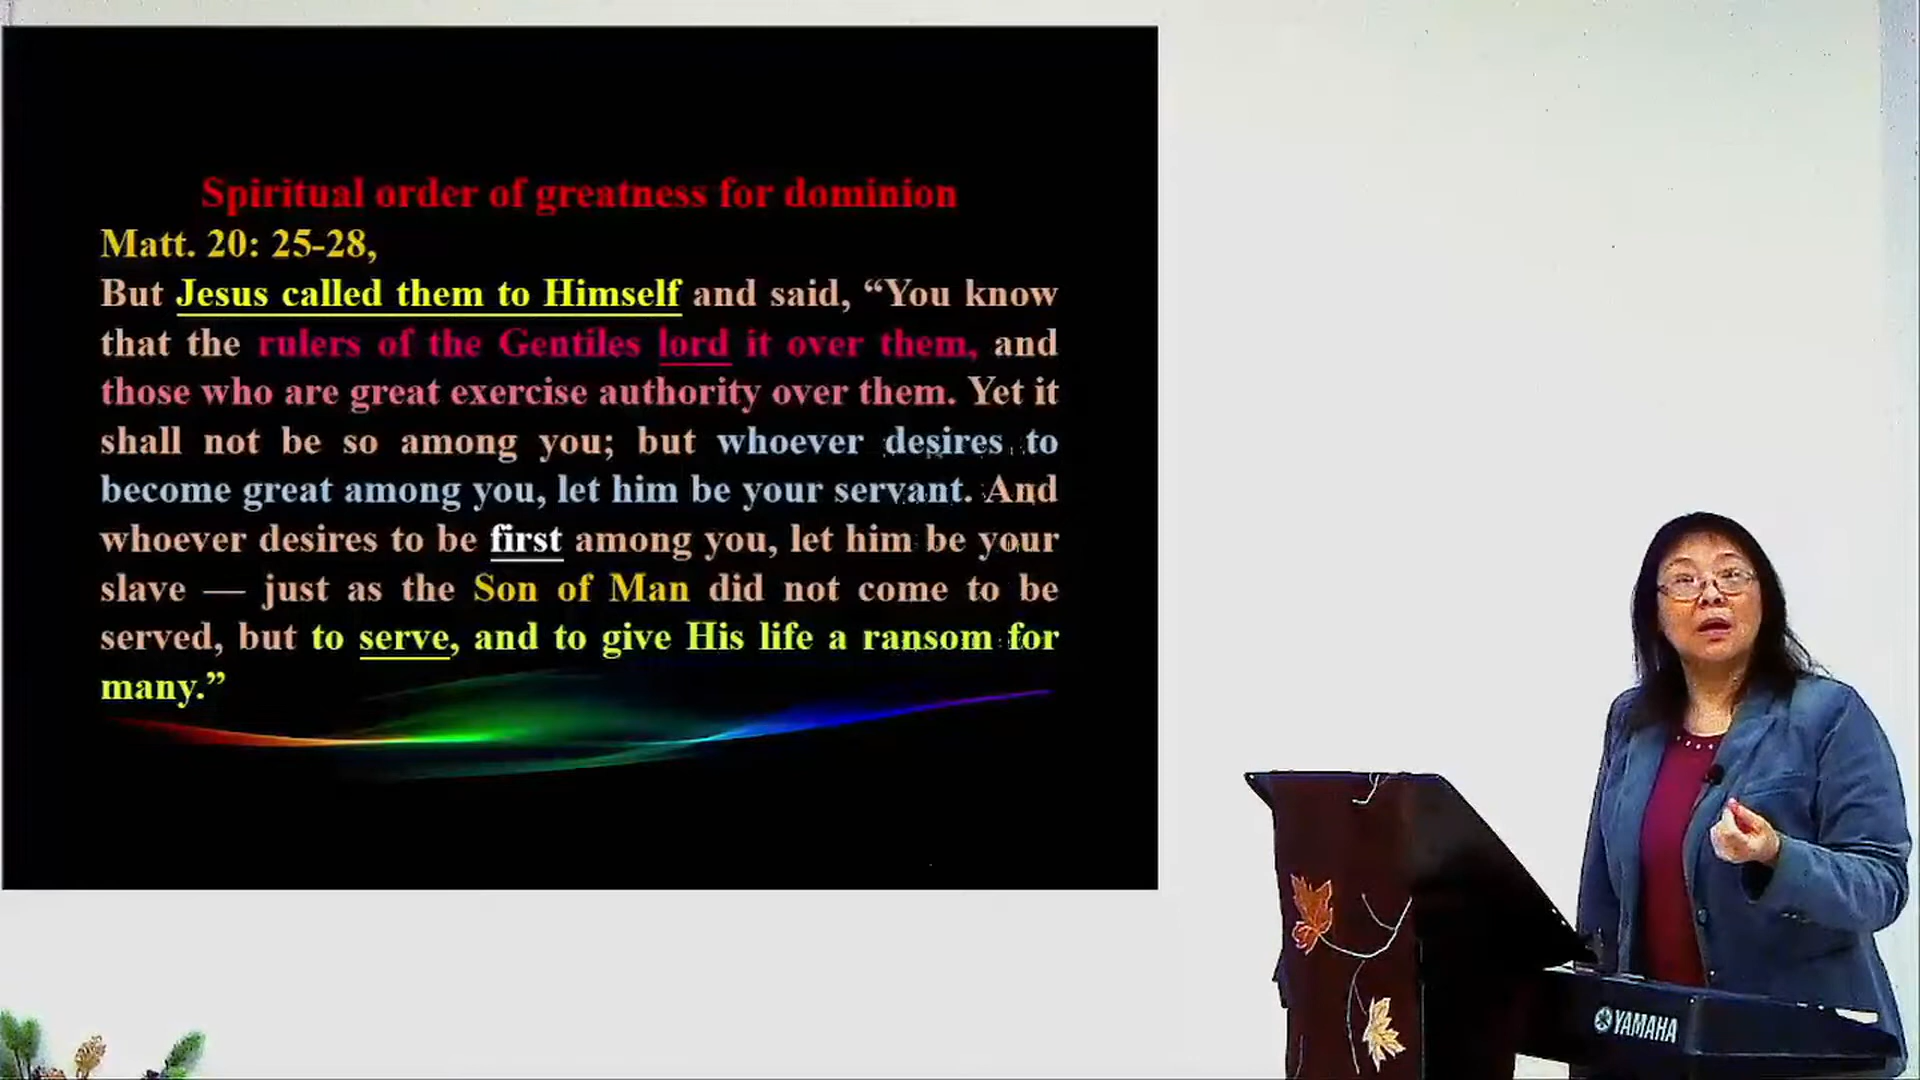 Spiritual order of greatness for dominion
Matt. 20: 25-28,
But Jesus called them to Himself and said, “You know
that the rulers of the Gentiles lord it over them, and
those who are great exercise authority over them. Yet it
shall not be so among you; but whoever desires to
become great among you, let him be your servant. And
whoever desires to be first among you, let him be your
slave — just as the Son of Man did not come to be
served, but to serve, and to give His life a ransom for
many.”
YAMAHA